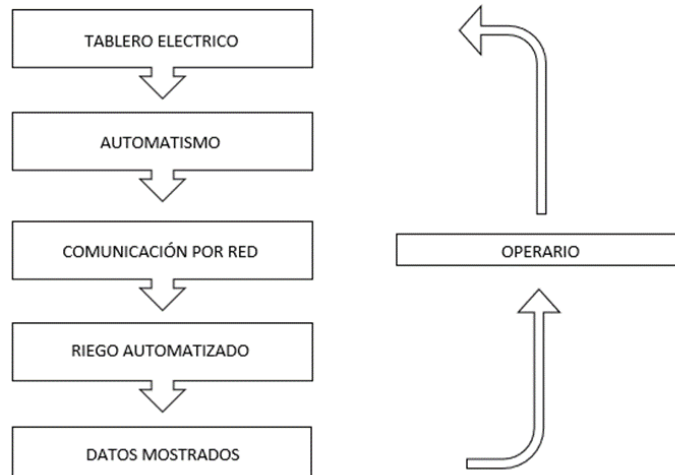 TABLERO ELECTRICO
AUTOMATISMO
COMUNICACIÓN POR RED
OPERARIO
RIEGO AUTOMATIZADO
DATOS MOSTRADOS